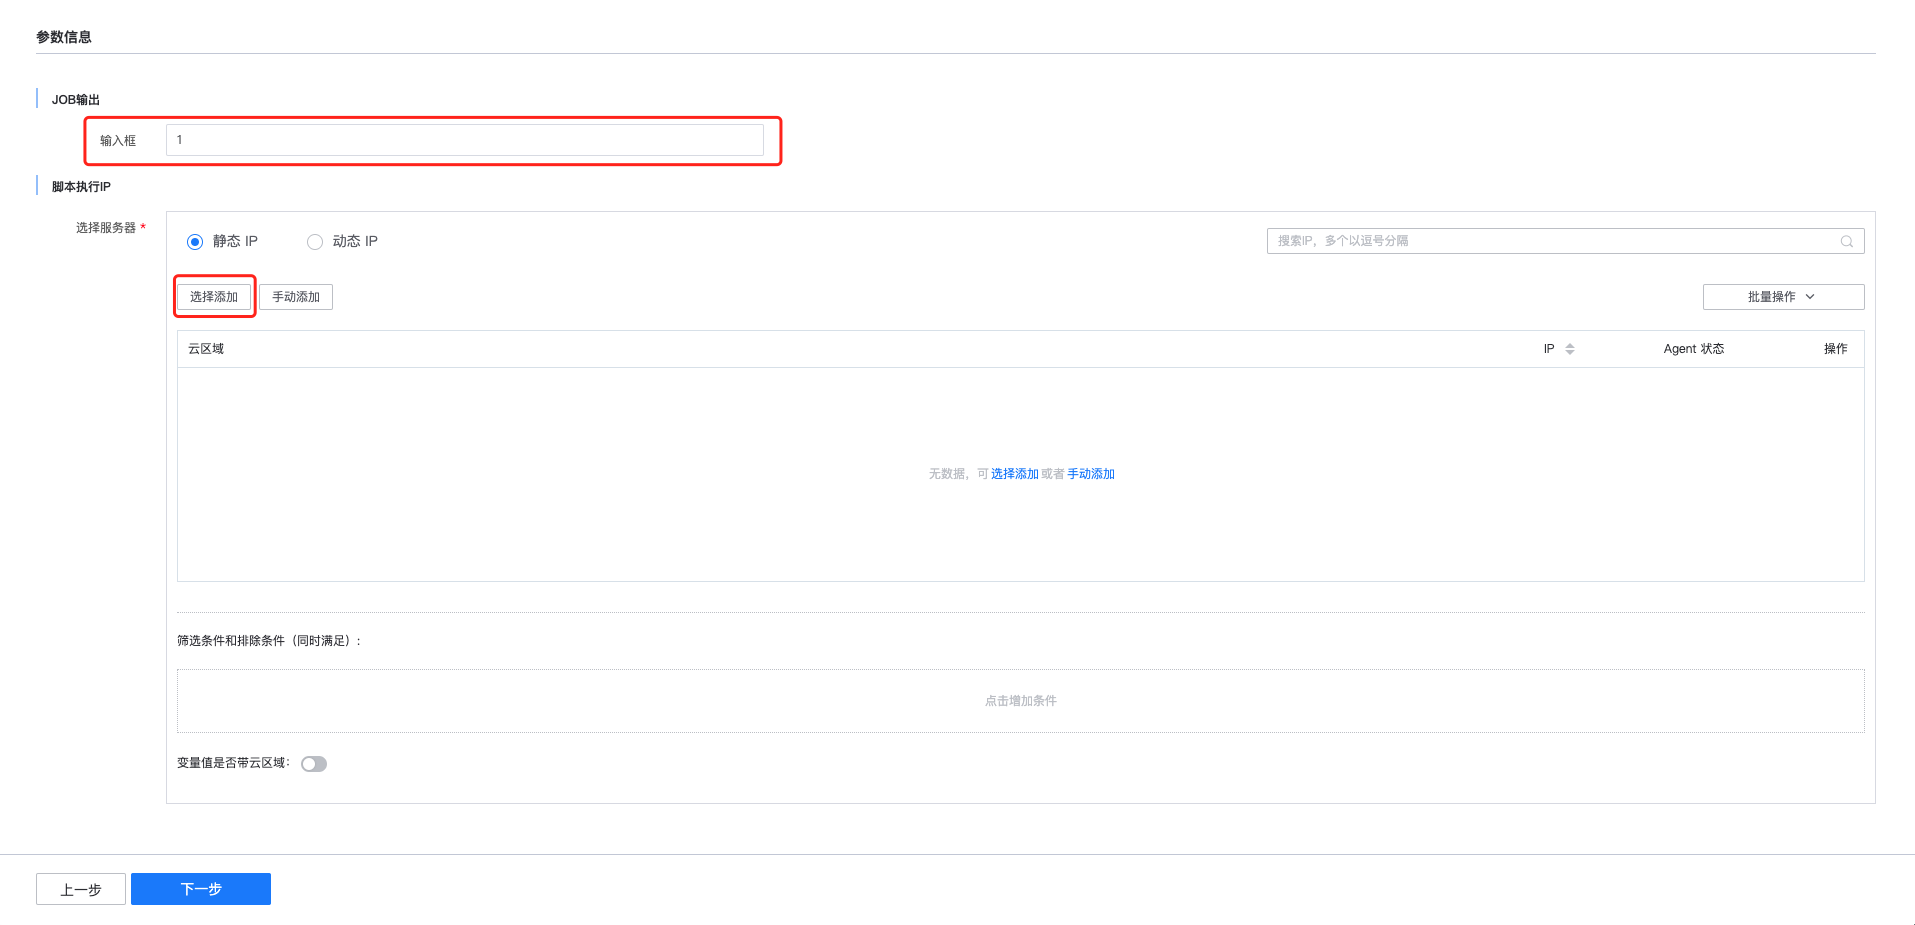 参数信息
JOB输出
输入框 1
脚本执行IP
选择服务器 *
静态 IP 动态 IP 搜索IP，多个以逗号分隔
选择添加 手动添加 批量操作
云区域 IP Agent 状态 操作
无数据，可 选择添加 或者 手动添加
筛选条件和排除条件（同时满足）:
点击增加条件
变量值是否带云区域:
上一步 下一步